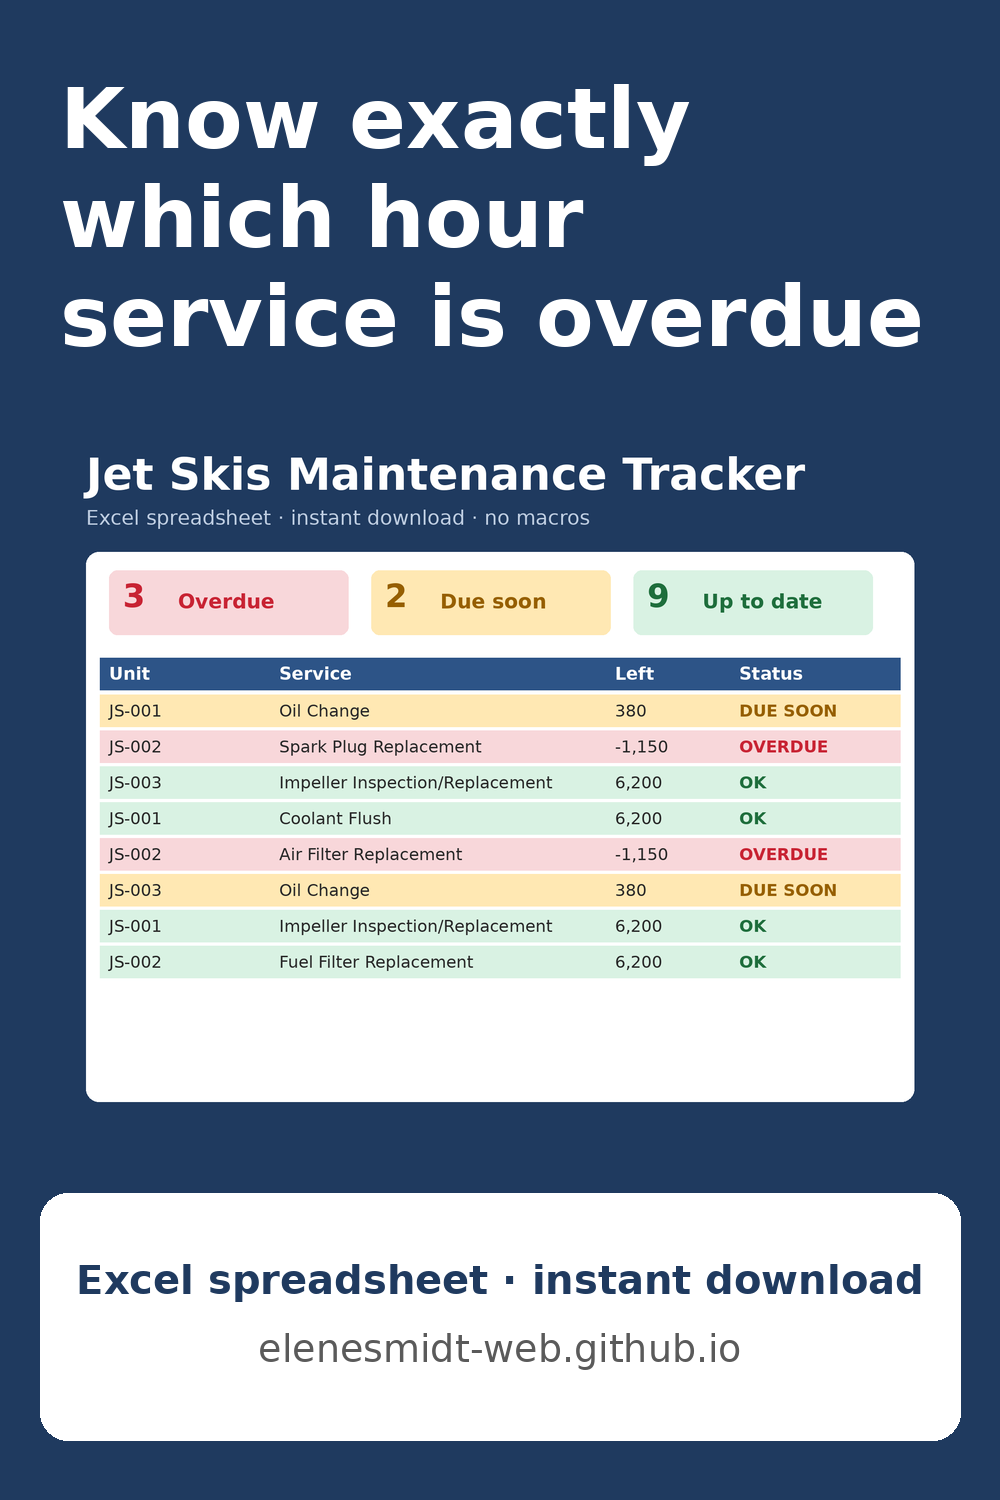 Know exactly
which hour
service is overdue
Jet Skis Maintenance Tracker
Excel spreadsheet · instant download · no macros
3 Overdue 2 Due soon 9 Up to date
Unit Service Left Status
JS-001 Oil Change 380 DUE SOON
JS-002 Spark Plug Replacement -1,150 OVERDUE
JS-003 Impeller Inspection/Replacement 6,200 OK
JS-001 Coolant Flush 6,200 OK
JS-002 Air Filter Replacement -1,150 OVERDUE
JS-003 Oil Change 380 DUE SOON
JS-001 Impeller Inspection/Replacement 6,200 OK
JS-002 Fuel Filter Replacement 6,200 OK
Excel spreadsheet · instant download
elenesmidt-web.github.io